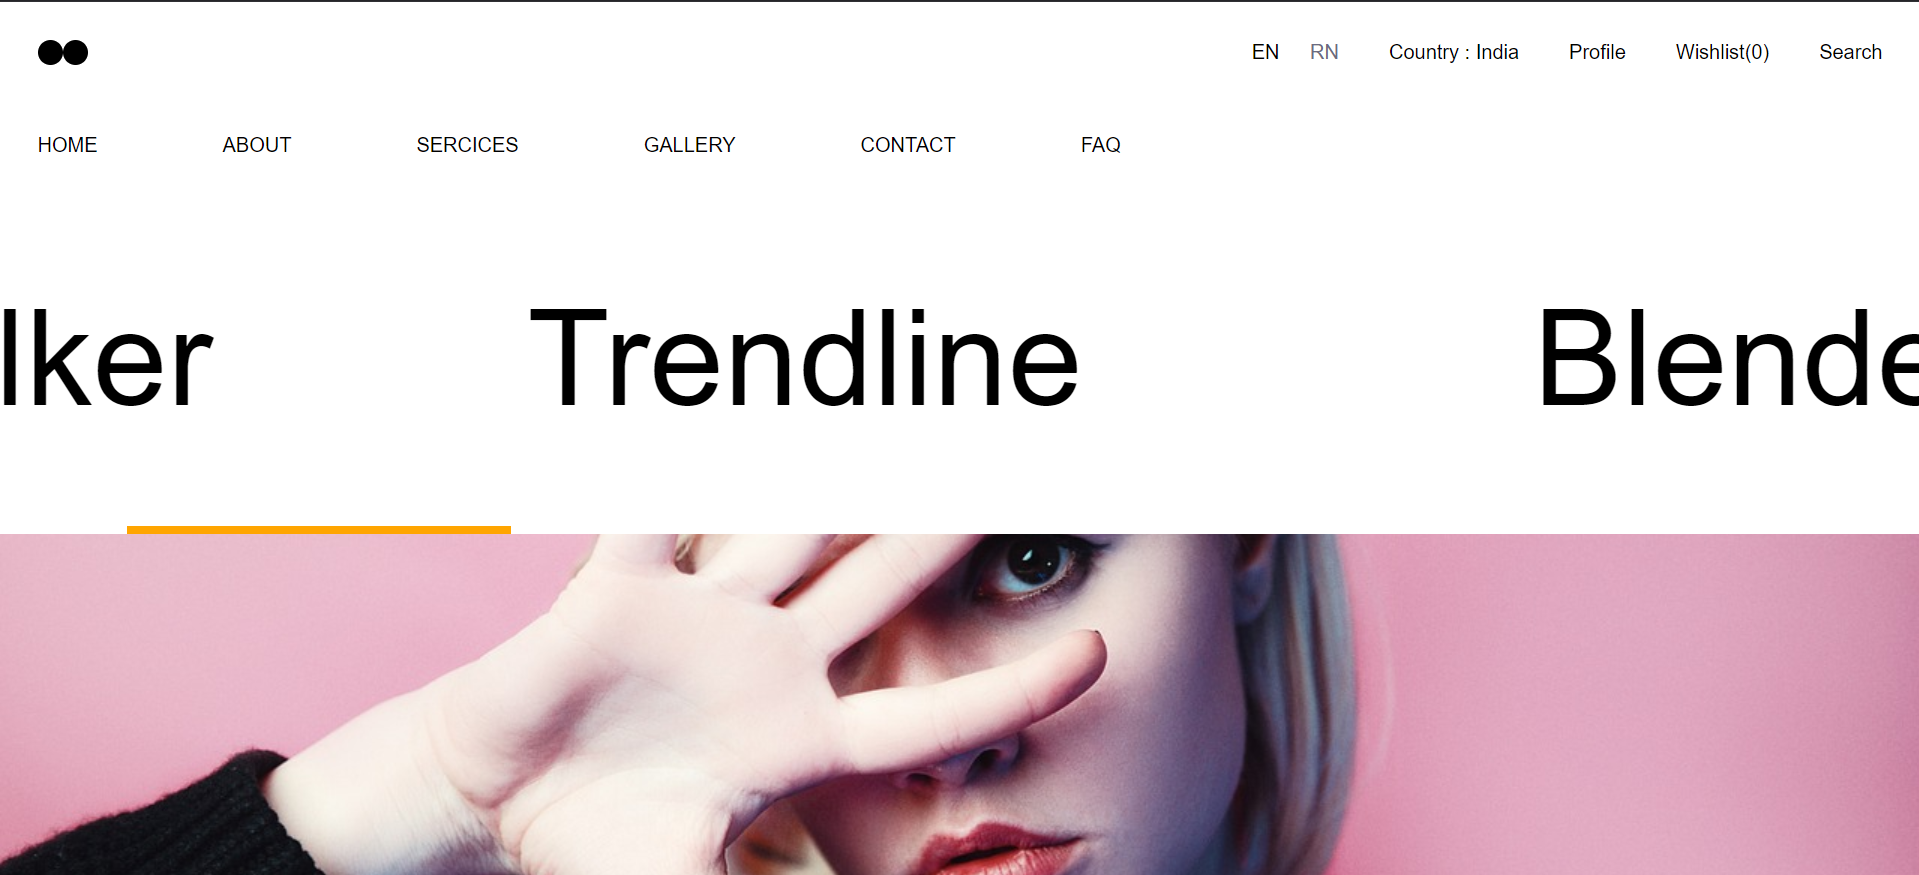 EN RN Country : India Profile Wishlist(0) Search
HOME ABOUT SERCICES GALLERY CONTACT FAQ
lker Trendline Blende